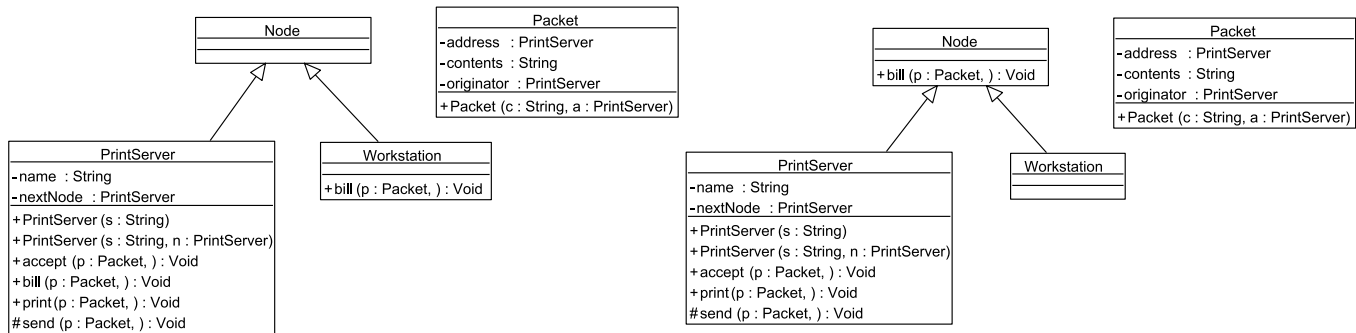 Node
Packet
-address : PrintServer
-contents : String
-originator : PrintServer
+Packet (c : String, a : PrintServer)
PrintServer
-name : String
-nextNode : PrintServer
+PrintServer (s : String)
+PrintServer (s : String, n : PrintServer)
+accept (p : Packet, ) : Void
+bill (p : Packet, ) : Void
+print(p : Packet, ) : Void
#send (p : Packet, ) : Void
Workstation
+bill (p : Packet, ) : Void
Node
+bill (p : Packet, ) : Void
Packet
-address : PrintServer
-contents : String
-originator : PrintServer
+Packet (c : String, a : PrintServer)
PrintServer
-name : String
-nextNode : PrintServer
+PrintServer (s : String)
+PrintServer (s : String, n : PrintServer)
+accept (p : Packet, ) : Void
+print(p : Packet, ) : Void
#send (p : Packet, ) : Void
Workstation